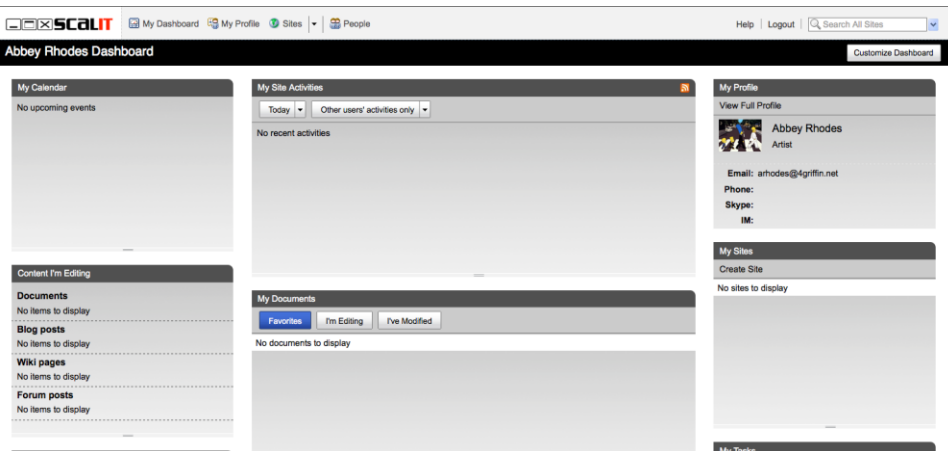 SCALIT My Dashboard My Profile Sites People Help Logout Search All Sites
Abbey Rhodes Dashboard Customize Dashboard
My Calendar
No upcoming events
Content I'm Editing
Documents
No items to display
Blog posts
No items to display
Wiki pages
No items to display
Forum posts
No items to display
My Site Activities
Today Other users' activities only
No recent activities
My Documents
Favorites I'm Editing I've Modified
No documents to display
My Profile
View Full Profile
Abbey Rhodes
Artist
Email: arhodes@4griffin.net
Phone:
Skype:
IM:
My Sites
Create Site
No sites to display
My Tasks